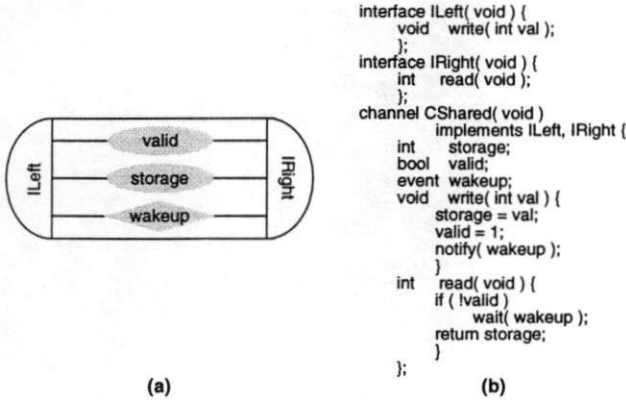 ILeft
valid
storage
wakeup
IRight
(a)
interface ILeft( void ) {
void write( int val );
};
interface IRight( void ) {
int read( void );
};
channel CShared( void )
implements ILeft, IRight {
int storage;
bool valid;
event wakeup;
void write( int val ) {
storage = val;
valid = 1;
notify( wakeup );
}
int read( void ) {
if ( !valid )
wait( wakeup );
return storage;
}
};
(b)